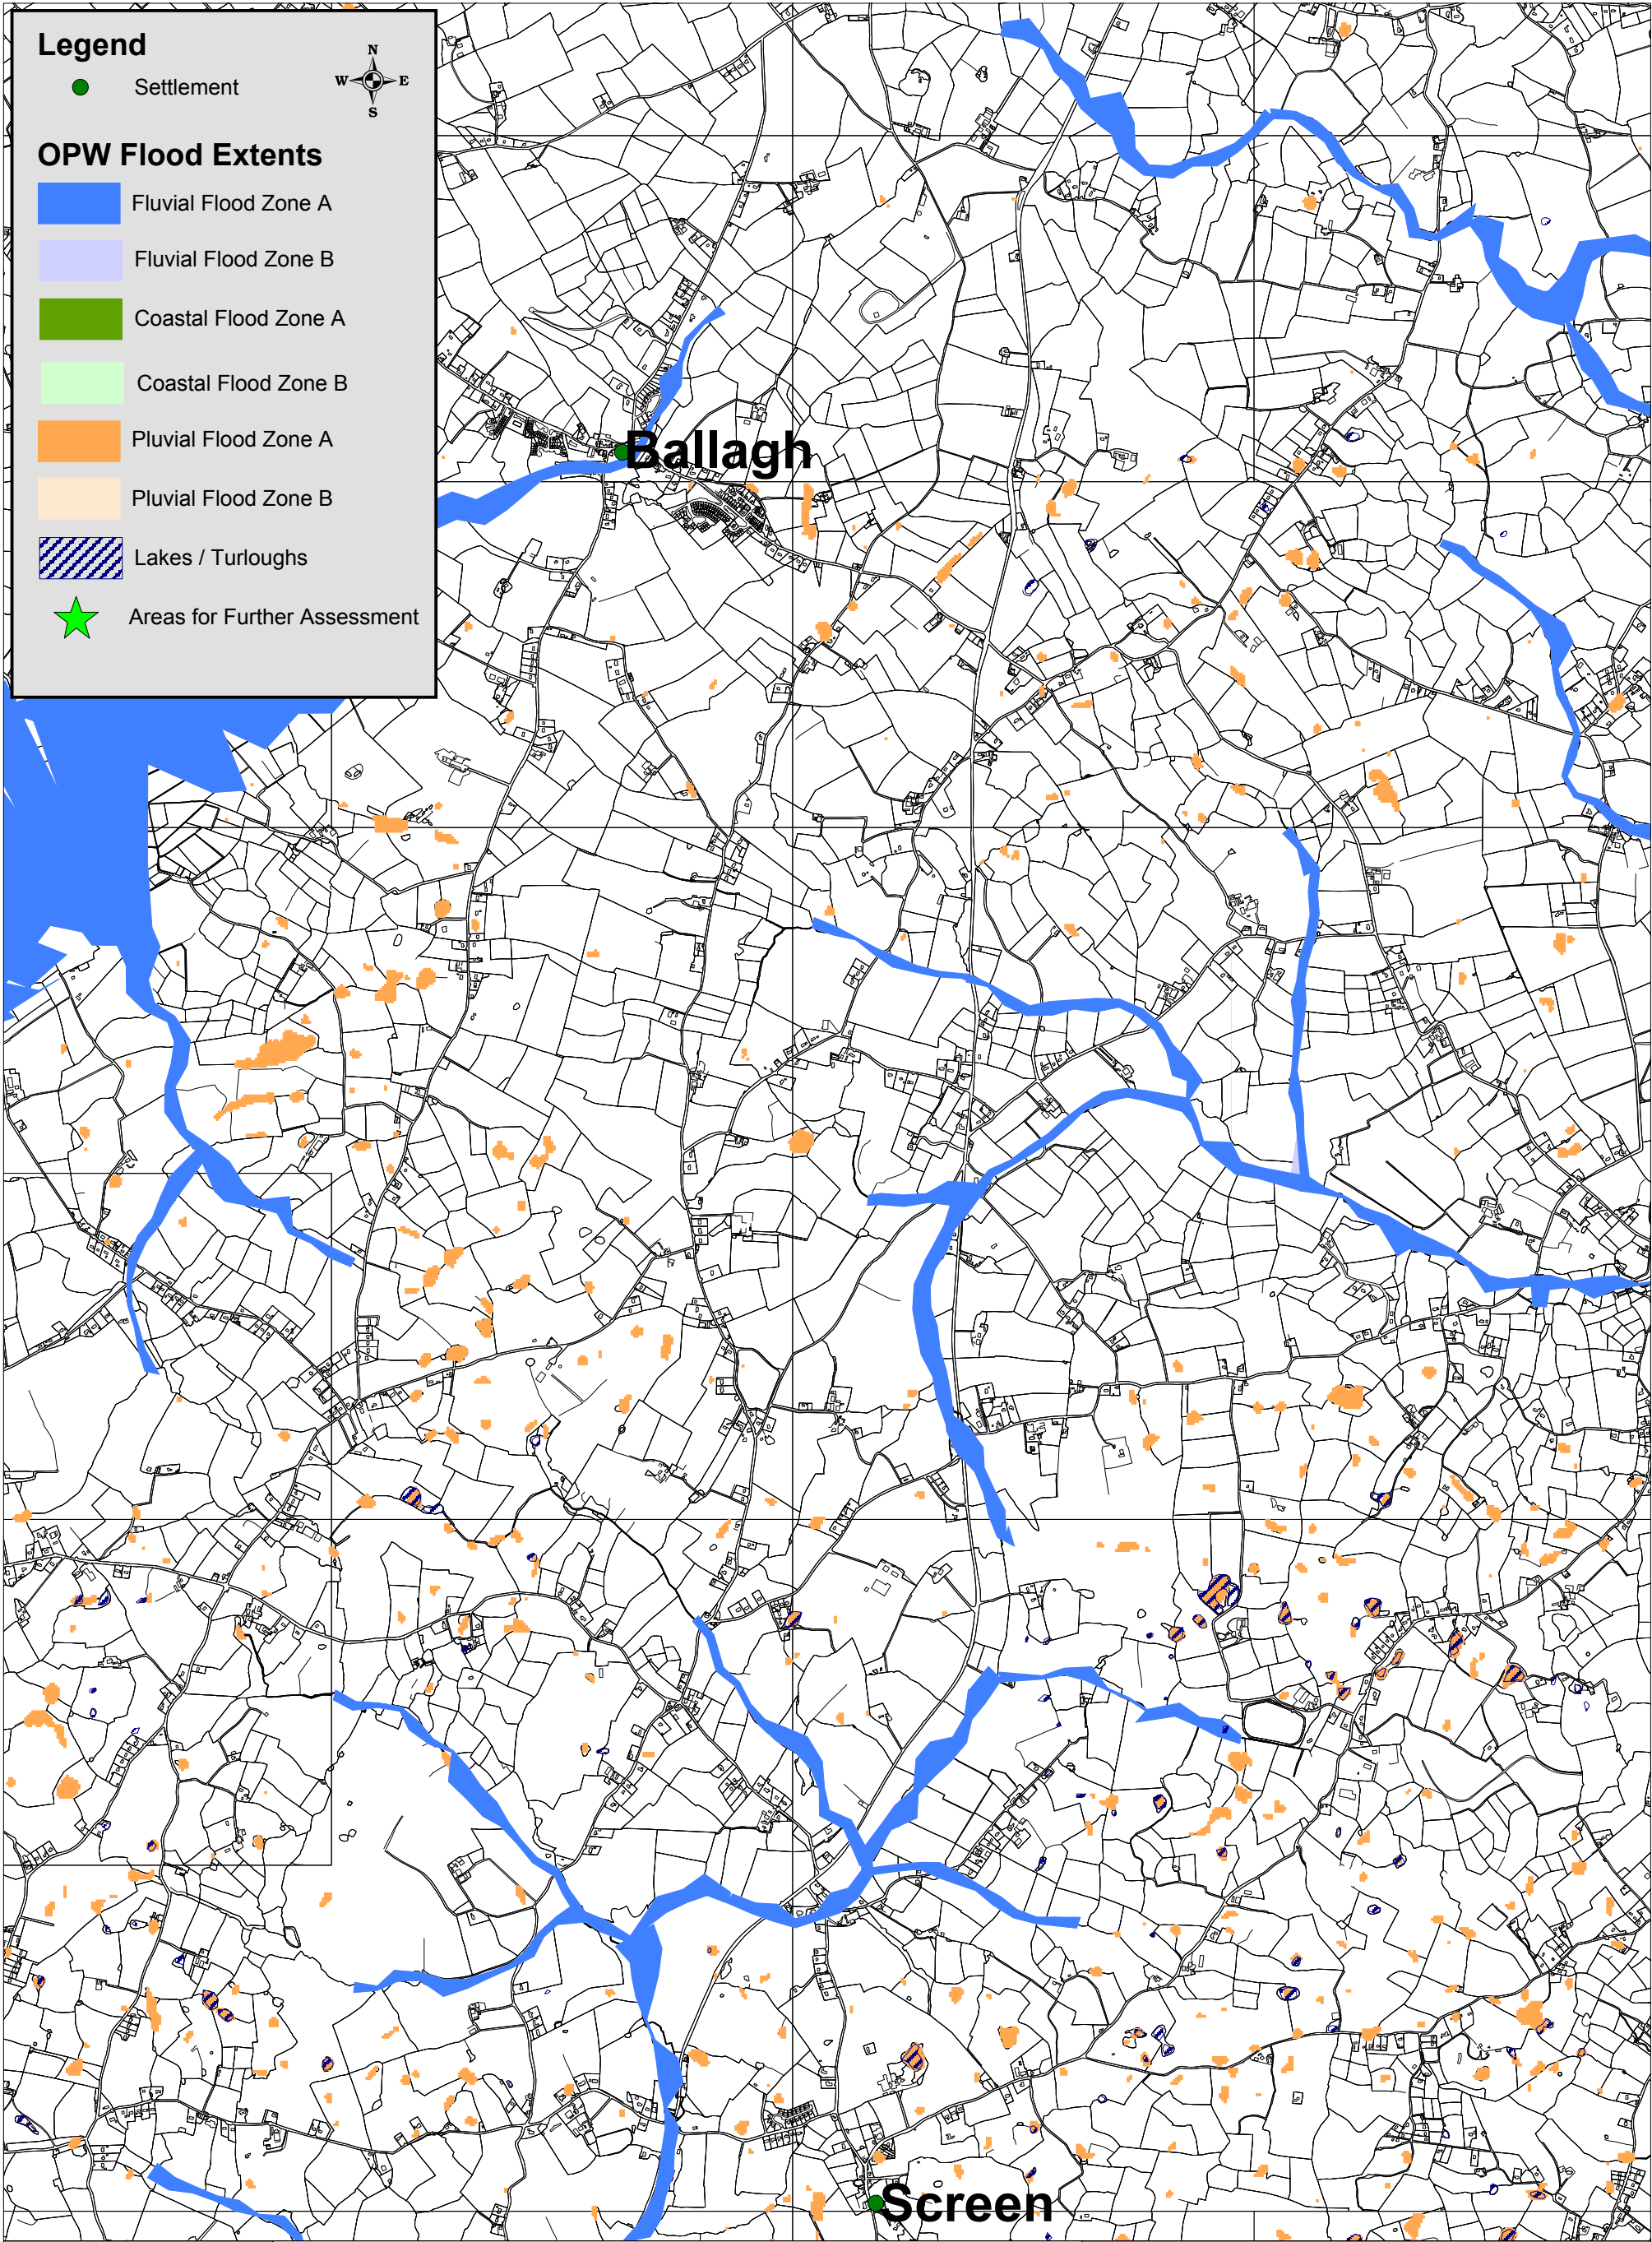 Legend
N
W E
S
Settlement
OPW Flood Extents
Fluvial Flood Zone A
Fluvial Flood Zone B
Coastal Flood Zone A
Coastal Flood Zone B
Pluvial Flood Zone A
Pluvial Flood Zone B
Lakes / Turloughs
Areas for Further Assessment
Ballagh
Screen